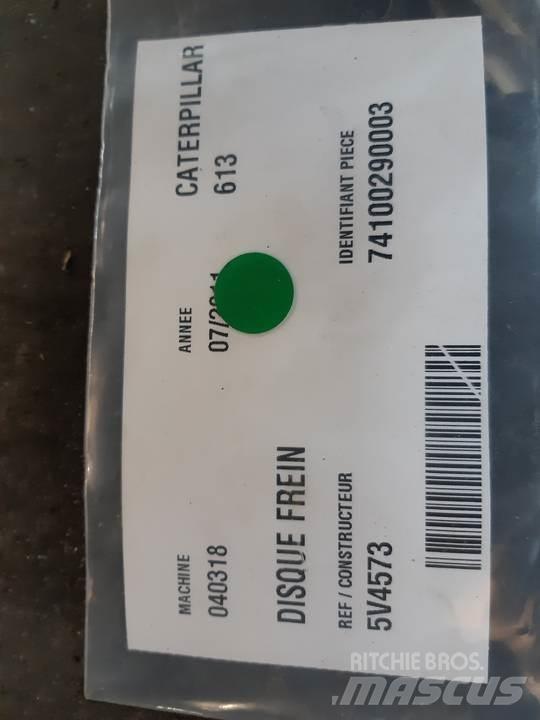 CATERPILLAR
MACHINE ANNEE 613
040318
DISQUE FREIN
REF / CONSTRUCTEUR IDENTIFIANT PIECE
5V4573 74100290003
RITCHIE BROS.
MASCUS